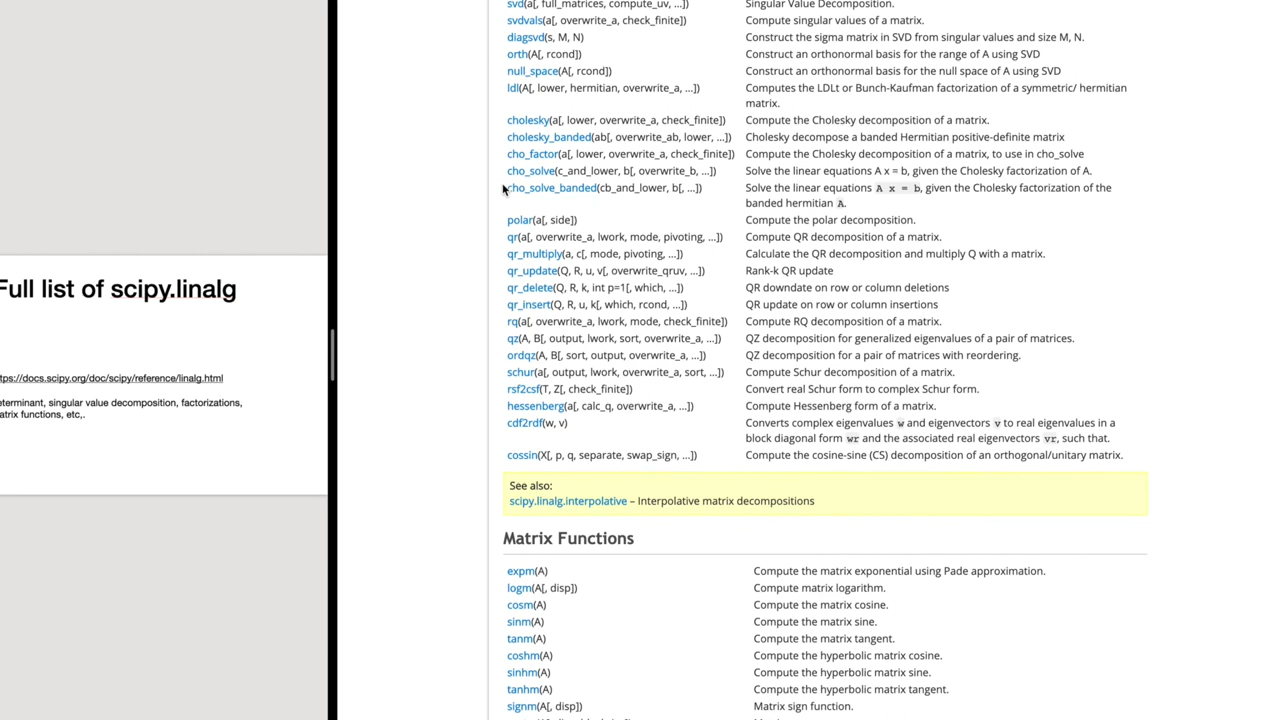 Full list of scipy.linalg
tps://docs.scipy.org/doc/scipy/reference/linalg.html
eterminant, singular value decomposition, factorizations,
atrix functions, etc,.
svd(a[, full_matrices, compute_uv, ...]) Singular Value Decomposition.
svdvals(a[, overwrite_a, check_finite]) Compute singular values of a matrix.
diagsvd(s, M, N) Construct the sigma matrix in SVD from singular values and size M, N.
orth(A[, rcond]) Construct an orthonormal basis for the range of A using SVD
null_space(A[, rcond]) Construct an orthonormal basis for the null space of A using SVD
ldl(A[, lower, hermitian, overwrite_a, ...]) Computes the LDLt or Bunch-Kaufman factorization of a symmetric/ hermitian
matrix.
cholesky(a[, lower, overwrite_a, check_finite]) Compute the Cholesky decomposition of a matrix.
cholesky_banded(ab[, overwrite_ab, lower, ...]) Cholesky decompose a banded Hermitian positive-definite matrix
cho_factor(a[, lower, overwrite_a, check_finite]) Compute the Cholesky decomposition of a matrix, to use in cho_solve
cho_solve(c_and_lower, b[, overwrite_b, ...]) Solve the linear equations A x = b, given the Cholesky factorization of A.
cho_solve_banded(cb_and_lower, b[, ...]) Solve the linear equations A x = b, given the Cholesky factorization of the
banded hermitian A.
polar(a[, side]) Compute the polar decomposition.
qr(a[, overwrite_a, lwork, mode, pivoting, ...]) Compute QR decomposition of a matrix.
qr_multiply(a, c[, mode, pivoting, ...]) Calculate the QR decomposition and multiply Q with a matrix.
qr_update(Q, R, u, v[, overwrite_qruv, ...]) Rank-k QR update
qr_delete(Q, R, k, int p=1[, which, ...]) QR downdate on row or column deletions
qr_insert(Q, R, u, k[, which, rcond, ...]) QR update on row or column insertions
rq(a[, overwrite_a, lwork, mode, check_finite]) Compute RQ decomposition of a matrix.
qz(A, B[, output, lwork, sort, overwrite_a, ...]) QZ decomposition for generalized eigenvalues of a pair of matrices.
ordqz(A, B[, sort, output, overwrite_a, ...]) QZ decomposition for a pair of matrices with reordering.
schur(a[, output, lwork, overwrite_a, sort, ...]) Compute Schur decomposition of a matrix.
rsf2csf(T, Z[, check_finite]) Convert real Schur form to complex Schur form.
hessenberg(a[, calc_q, overwrite_a, ...]) Compute Hessenberg form of a matrix.
cdf2rdf(w, v) Converts complex eigenvalues w and eigenvectors v to real eigenvalues in a
block diagonal form wr and the associated real eigenvectors vr, such that.
cossin(X[, p, q, separate, swap_sign, ...]) Compute the cosine-sine (CS) decomposition of an orthogonal/unitary matrix.
See also:
scipy.linalg.interpolative – Interpolative matrix decompositions
Matrix Functions
expm(A) Compute the matrix exponential using Pade approximation.
logm(A[, disp]) Compute matrix logarithm.
cosm(A) Compute the matrix cosine.
sinm(A) Compute the matrix sine.
tanm(A) Compute the matrix tangent.
coshm(A) Compute the hyperbolic matrix cosine.
sinhm(A) Compute the hyperbolic matrix sine.
tanhm(A) Compute the hyperbolic matrix tangent.
signm(A[, disp]) Matrix sign function.